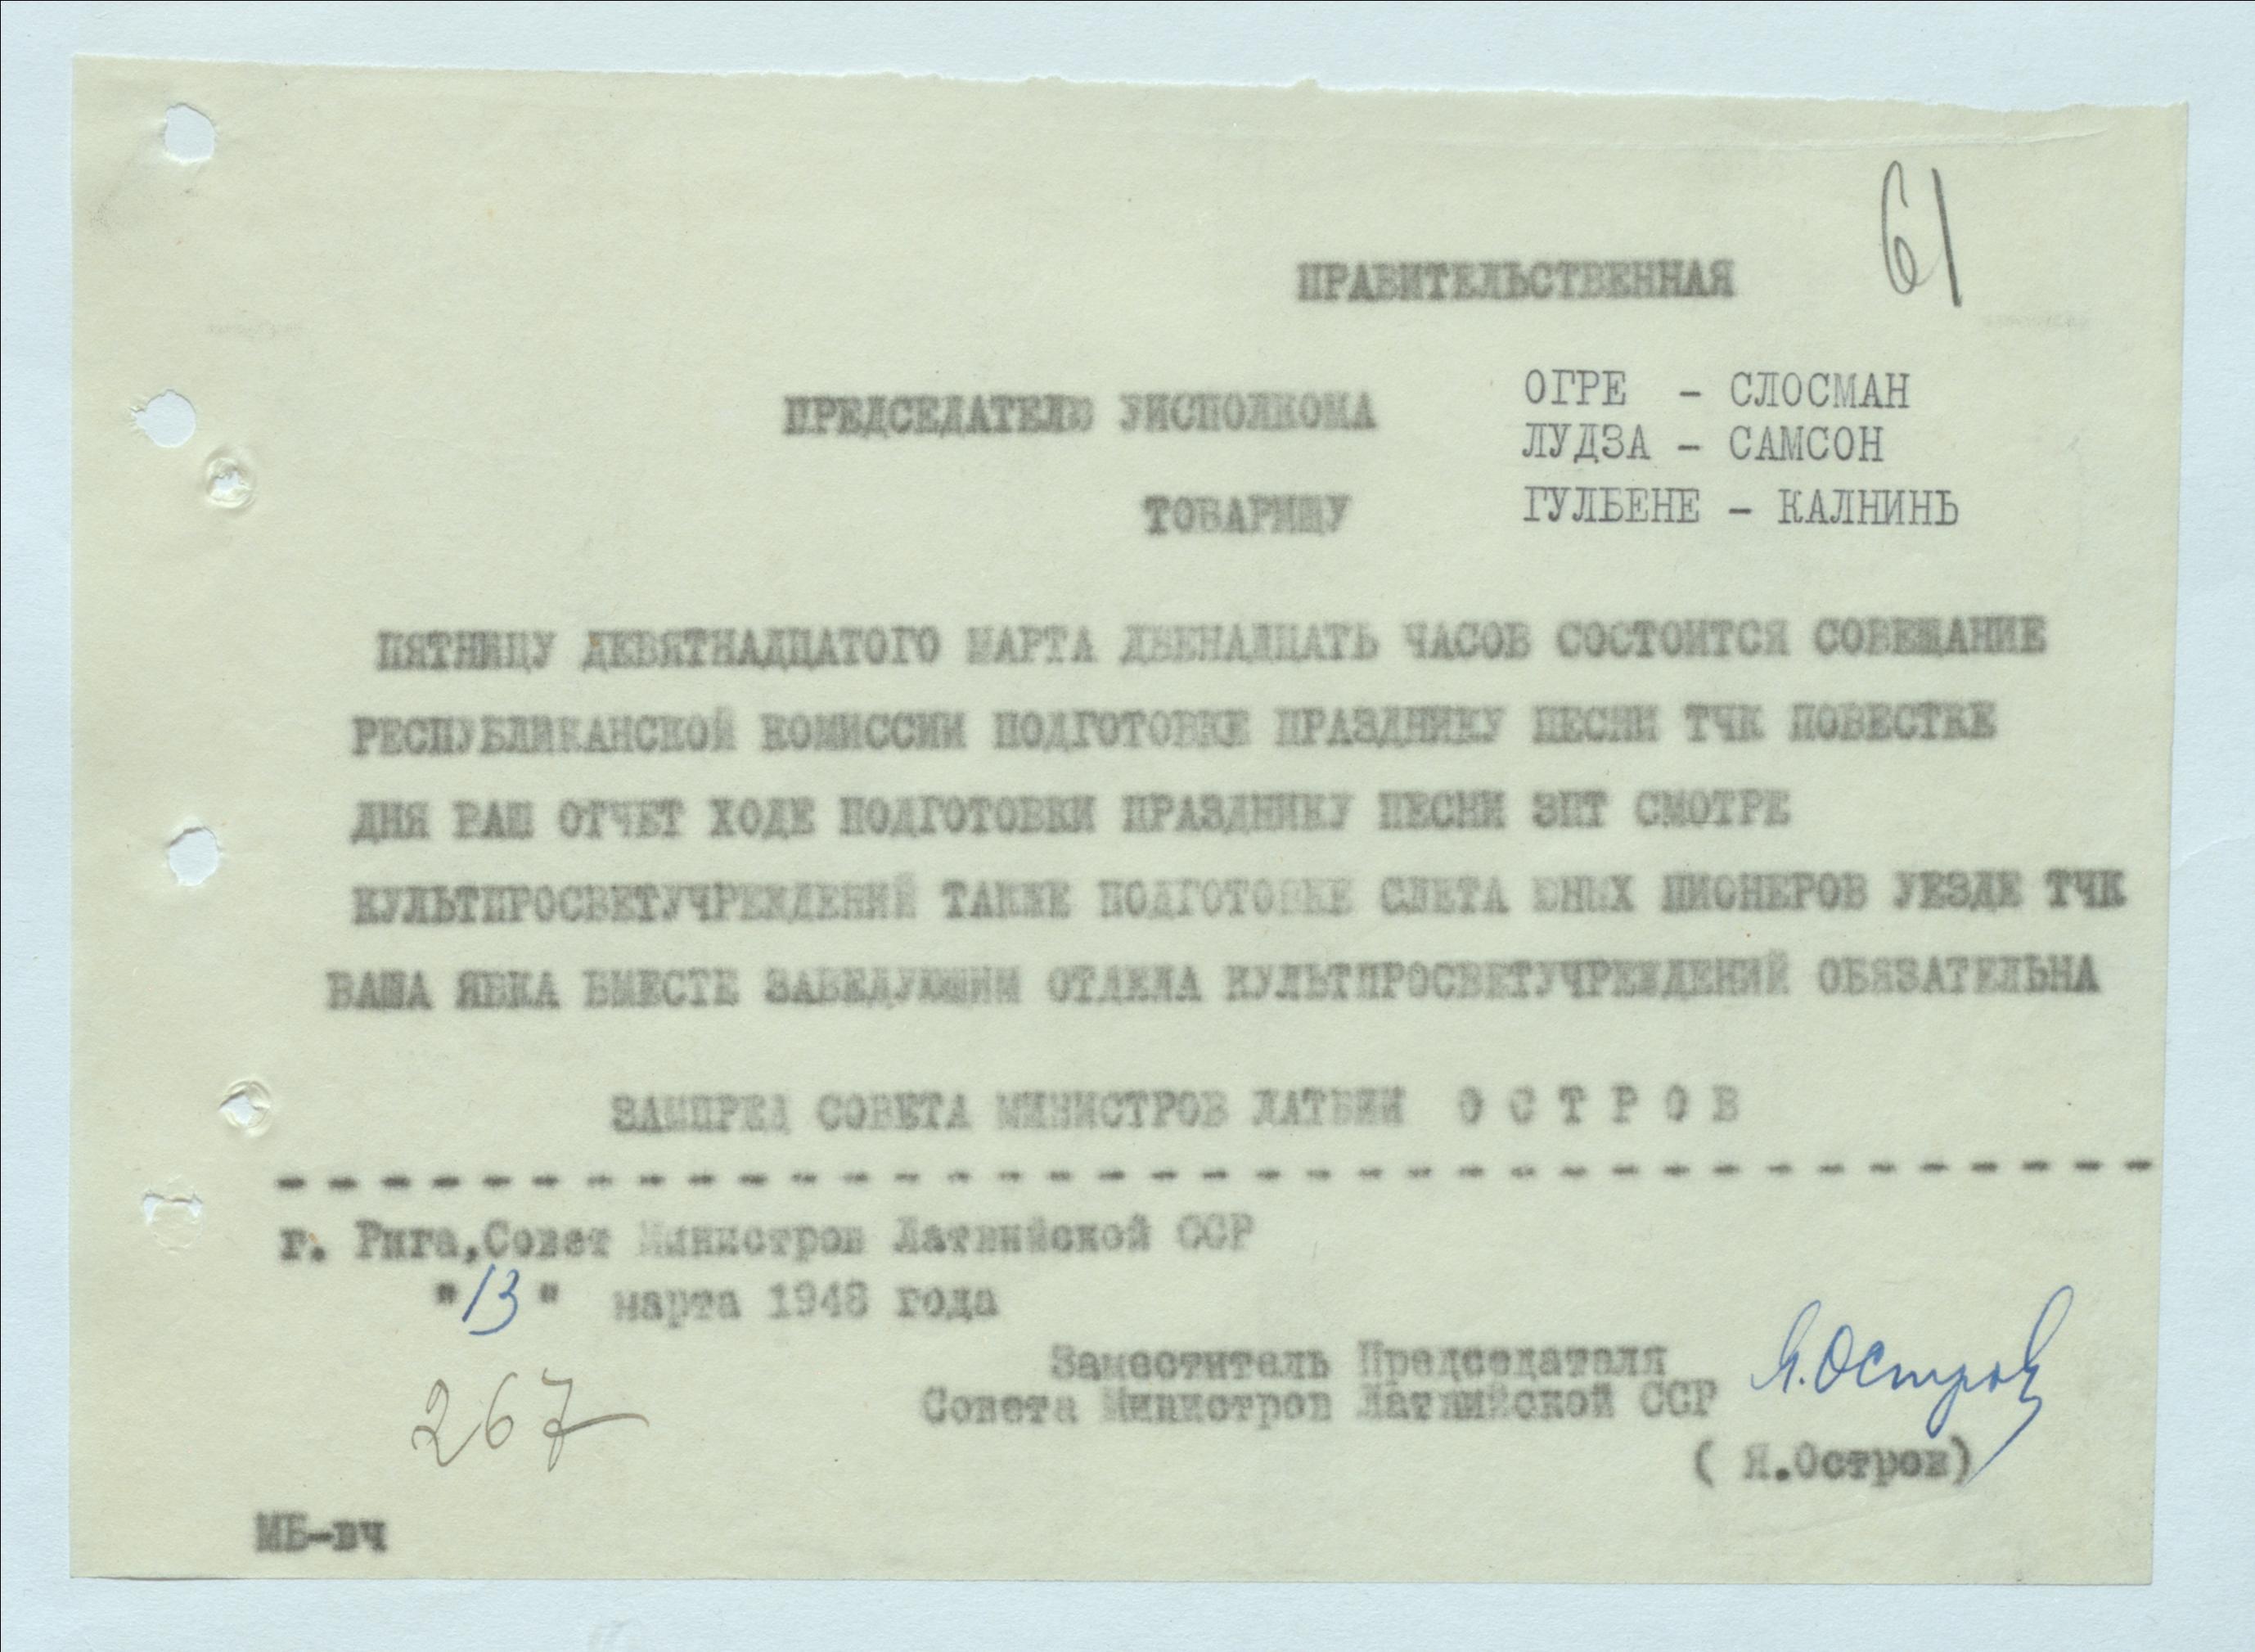 61
ПРАВИТЕЛЬСТВЕННАЯ
ОГРЕ - СЛОСМАН
ПРЕДСЕДАТЕЛЮ УИСПОЛКОМА
ЛУДЗА - САМСОН
ТОВАРИЩУ
ГУЛБЕНЕ - КАЛНИНЬ
ПЯТНИЦУ ДЕВЯТНАДЦАТОГО МАРТА ДВЕНАДЦАТЬ ЧАСОВ СОСТОИТСЯ СОВЕЩАНИЕ
РЕСПУБЛИКАНСКОЙ КОМИССИИ ПОДГОТОВКЕ ПРАЗДНИКУ ПЕСНИ ТЧК ПОВЕСТКЕ
ДНЯ ВАШ ОТЧЕТ ХОДЕ ПОДГОТОВКИ ПРАЗДНИКУ ПЕСНИ ЗПТ СМОТРЕ
КУЛЬТПРОСВЕТУЧРЕЖДЕНИЙ ТАКЖЕ ПОДГОТОВКЕ СЛЕТА ЮНЫХ ПИОНЕРОВ УЕЗДЕ ТЧК
ВАША ЯВКА ВМЕСТЕ ЗАВЕДУЮЩИМ ОТДЕЛА КУЛЬТПРОСВЕТУЧРЕЖДЕНИЙ ОБЯЗАТЕЛЬНА
ЗАМПРЕД СОВЕТА МИНИСТРОВ ЛАТВИИ О С Т Р О В
г. Рига, Совет Министров Латвийской ССР
"13" марта 1948 года
Заместитель Председателя
Совета Министров Латвийской ССР
Я.Остров
267
( Я.Остров)
МБ-вч